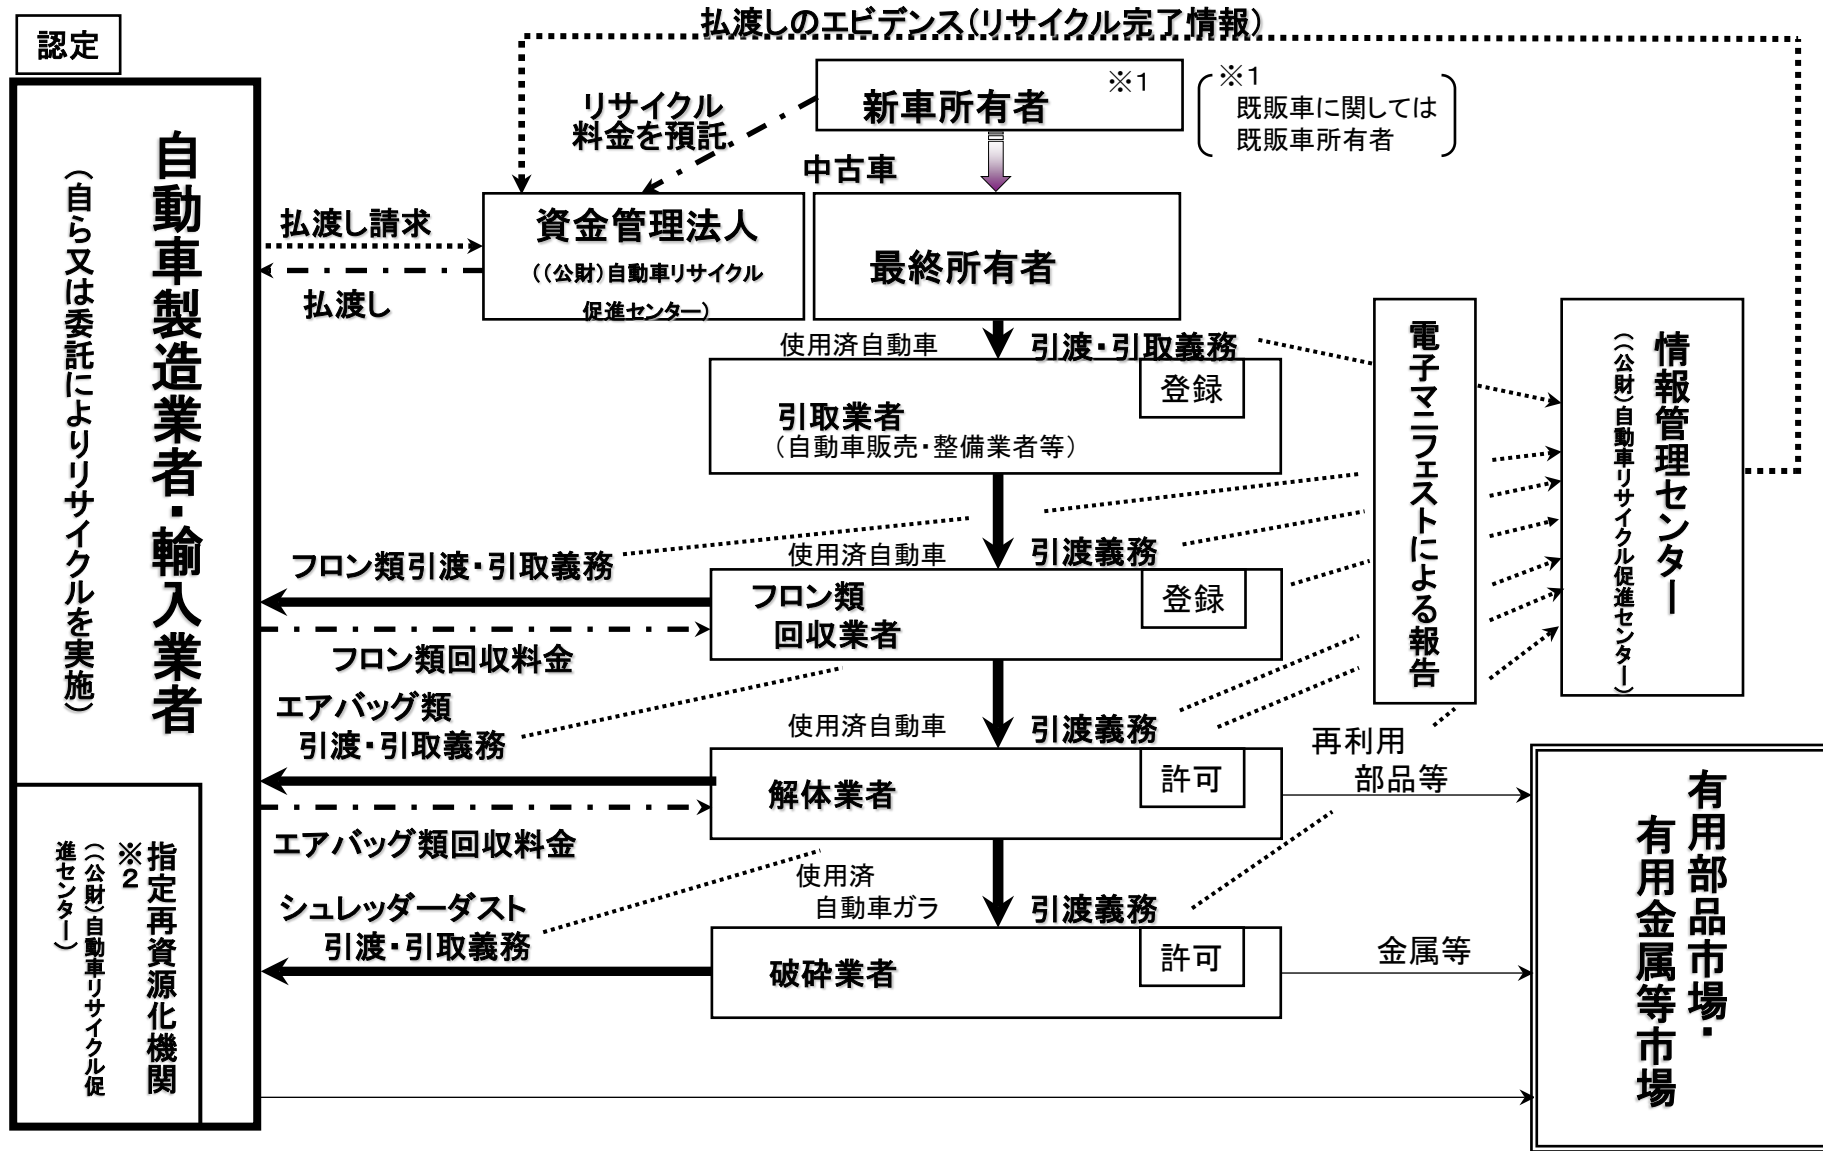 払渡しのエビデンス(リサイクル完了情報)
認定
自動車製造業者・輸入業者
(自ら又は委託によりリサイクルを実施)
指定再資源化機関
※2
((公財)自動車リサイクル促
進センター)
リサイクル
料金を預託
新車所有者
※1
※1
既販車に関しては
既販車所有者
中古車
払渡し請求
払渡し
資金管理法人
((公財)自動車リサイクル
促進センター)
最終所有者
使用済自動車
引渡・引取義務
登録
引取業者
(自動車販売・整備業者等)
電子マニフェストによる報告
情報管理センター
((公財)自動車リサイクル促進センター)
使用済自動車
引渡義務
フロン類引渡・引取義務
フロン類
回収業者
登録
フロン類回収料金
エアバッグ類
引渡・引取義務
使用済自動車
引渡義務
解体業者
許可
再利用
部品等
エアバッグ類回収料金
使用済
自動車ガラ
引渡義務
シュレッダーダスト
引渡・引取義務
破砕業者
許可
金属等
有用部品市場・
有用金属等市場